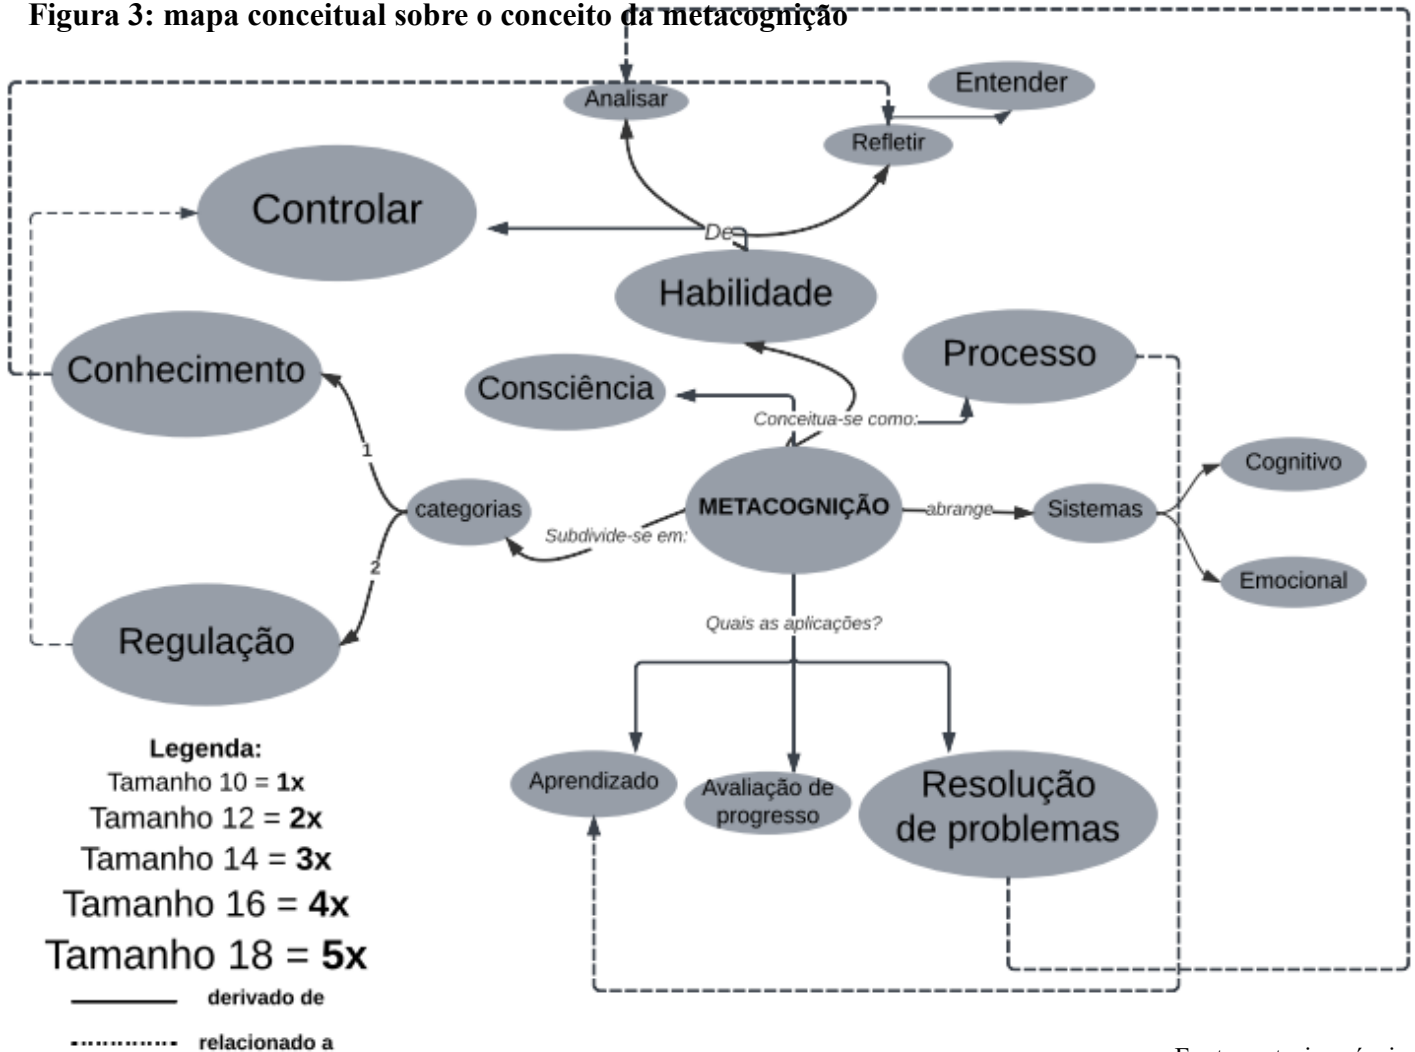 Figura 3: mapa conceitual sobre o conceito da metacognição
Entender
Analisar
Refletir
Controlar
De
Habilidade
Processo
Conhecimento
Consciência
Conceitua-se como:
1
Cognitivo
categorias
METACOGNIÇÃO
abrange
Sistemas
Subdivide-se em:
2
Emocional
Quais as aplicações?
Regulação
Legenda:
Tamanho 10 = 1x
Tamanho 12 = 2x
Tamanho 14 = 3x
Tamanho 16 = 4x
Tamanho 18 = 5x
derivado de
relacionado a
Aprendizado
Avaliação de
progresso
Resolução
de problemas